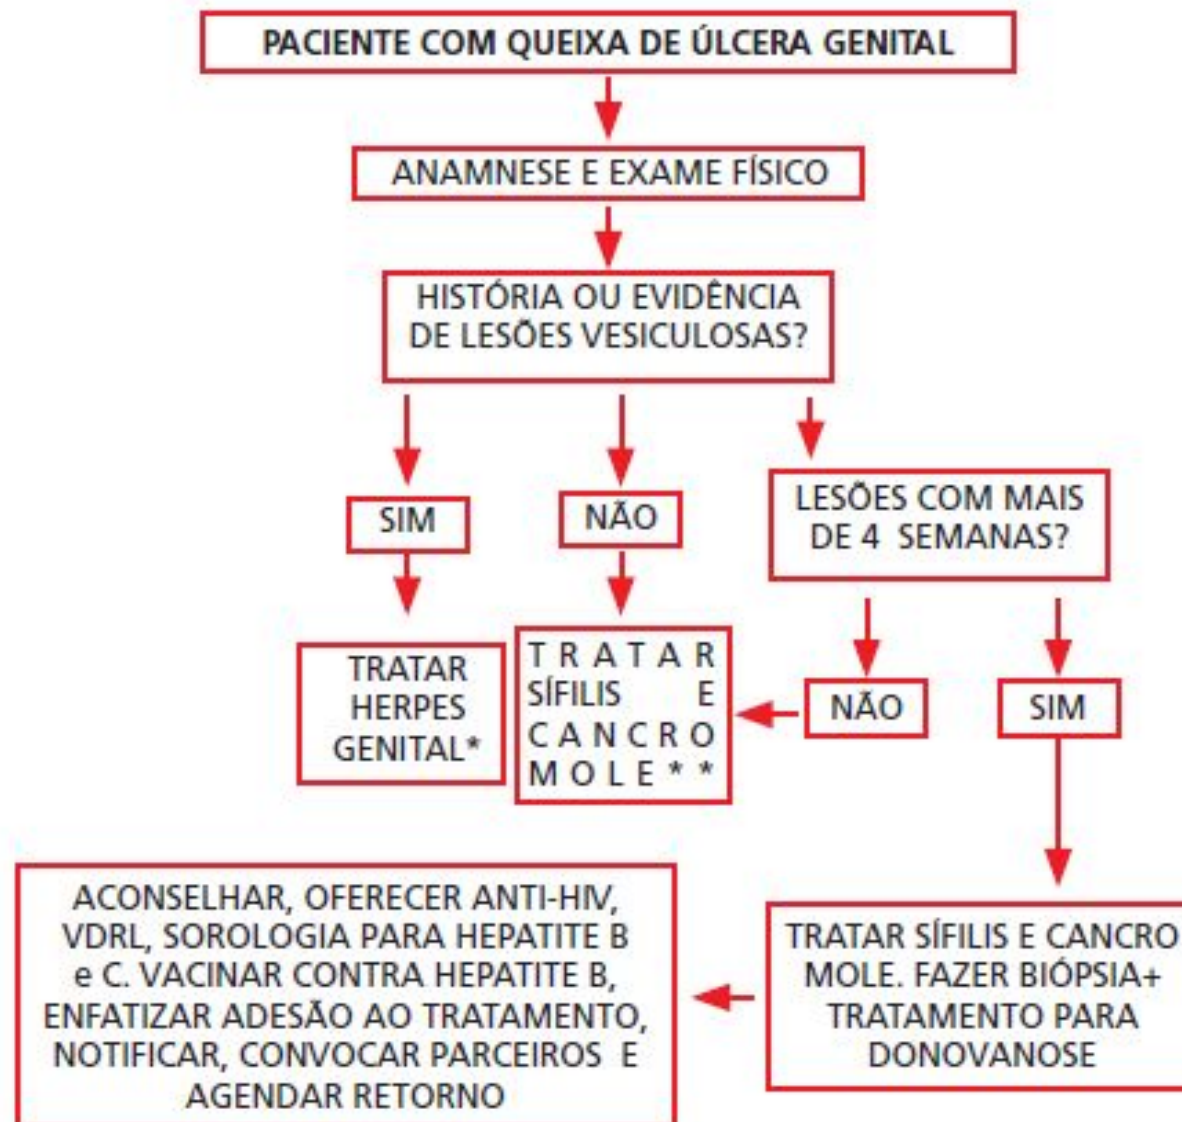 PACIENTE COM QUEIXA DE ÚLCERA GENITAL
ANAMNESE E EXAME FÍSICO
HISTÓRIA OU EVIDÊNCIA
DE LESÕES VESICULOSAS?
SIM
NÃO
LESÕES COM MAIS
DE 4 SEMANAS?
TRATAR
HERPES
GENITAL*
TRATAR
SÍFILIS E
CANCRO
MOLE**
NÃO
SIM
ACONSELHAR, OFERECER ANTI-HIV,
VDRL, SOROLOGIA PARA HEPATITE B
e C. VACINAR CONTRA HEPATITE B,
ENFATIZAR ADESÃO AO TRATAMENTO,
NOTIFICAR, CONVOCAR PARCEIROS E
AGENDAR RETORNO
TRATAR SÍFILIS E CANCRO
MOLE. FAZER BIÓPSIA+
TRATAMENTO PARA
DONOVANOSE